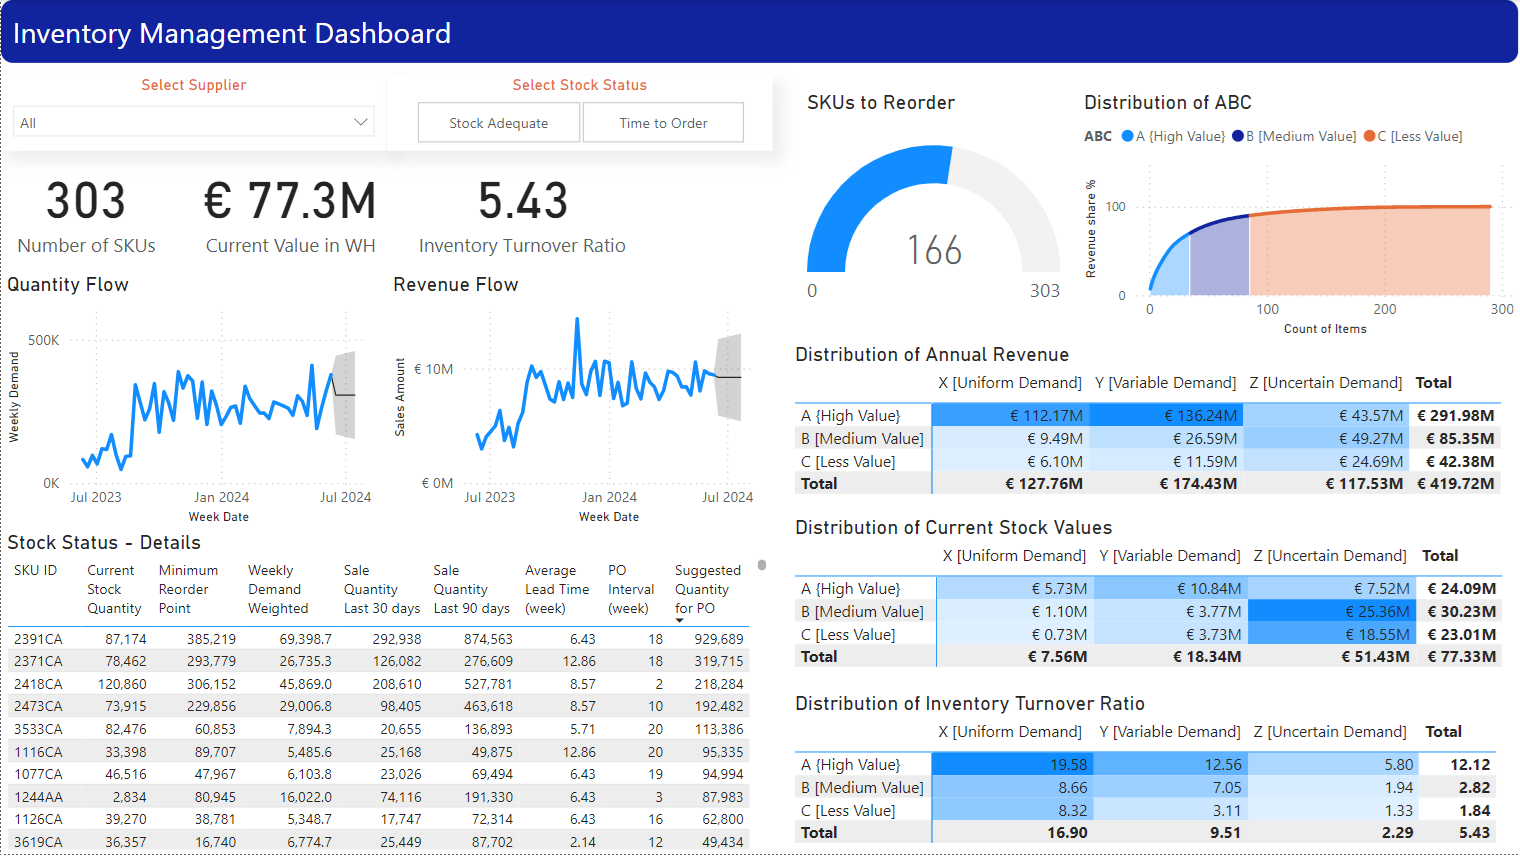 Inventory Management Dashboard
Select Supplier
All
Select Stock Status
Stock Adequate Time to Order
303
Number of SKUs
€ 77.3M
Current Value in WH
5.43
Inventory Turnover Ratio
Quantity Flow
Weekly Demand
500K
0K
Jul 2023 Jan 2024 Jul 2024
Week Date
Revenue Flow
Sales Amount
€ 10M
€ 0M
Jul 2023 Jan 2024 Jul 2024
Week Date
Stock Status - Details
SKU ID Current Stock Quantity Minimum Reorder Point Weekly Demand Weighted Sale Quantity Last 30 days Sale Quantity Last 90 days Average Lead Time (week) PO Interval (week) Suggested Quantity for PO
2391CA 87,174 385,219 69,398.7 292,938 874,563 6.43 18 929,689
2371CA 78,462 293,779 26,735.3 126,082 276,609 12.86 18 319,715
2418CA 120,860 306,152 45,869.0 208,610 527,781 8.57 2 218,284
2473CA 73,915 229,856 29,006.8 98,405 463,618 8.57 10 192,482
3533CA 82,476 60,853 7,894.3 20,655 136,893 5.71 20 113,386
1116CA 33,398 89,707 5,485.6 25,168 49,875 12.86 20 95,335
1077CA 46,516 47,967 6,103.8 23,026 69,494 6.43 19 94,994
1244AA 2,834 80,945 16,022.0 74,116 191,330 6.43 3 87,983
1126CA 39,270 38,781 5,348.7 17,747 72,314 6.43 16 62,800
3619CA 36,357 16,740 6,774.7 25,449 87,702 2.14 12 49,434
SKUs to Reorder
166
0 303
Distribution of ABC
ABC A {High Value} B [Medium Value] C [Less Value]
Revenue share %
100
0
0 100 200 300
Count of Items
Distribution of Annual Revenue
X [Uniform Demand] Y [Variable Demand] Z [Uncertain Demand] Total
A {High Value} € 112.17M € 136.24M € 43.57M € 291.98M
B [Medium Value] € 9.49M € 26.59M € 49.27M € 85.35M
C [Less Value] € 6.10M € 11.59M € 24.69M € 42.38M
Total € 127.76M € 174.43M € 117.53M € 419.72M
Distribution of Current Stock Values
X [Uniform Demand] Y [Variable Demand] Z [Uncertain Demand] Total
A {High Value} € 5.73M € 10.84M € 7.52M € 24.09M
B [Medium Value] € 1.10M € 3.77M € 25.36M € 30.23M
C [Less Value] € 0.73M € 3.73M € 18.55M € 23.01M
Total € 7.56M € 18.34M € 51.43M € 77.33M
Distribution of Inventory Turnover Ratio
X [Uniform Demand] Y [Variable Demand] Z [Uncertain Demand] Total
A {High Value} 19.58 12.56 5.80 12.12
B [Medium Value] 8.66 7.05 1.94 2.82
C [Less Value] 8.32 3.11 1.33 1.84
Total 16.90 9.51 2.29 5.43